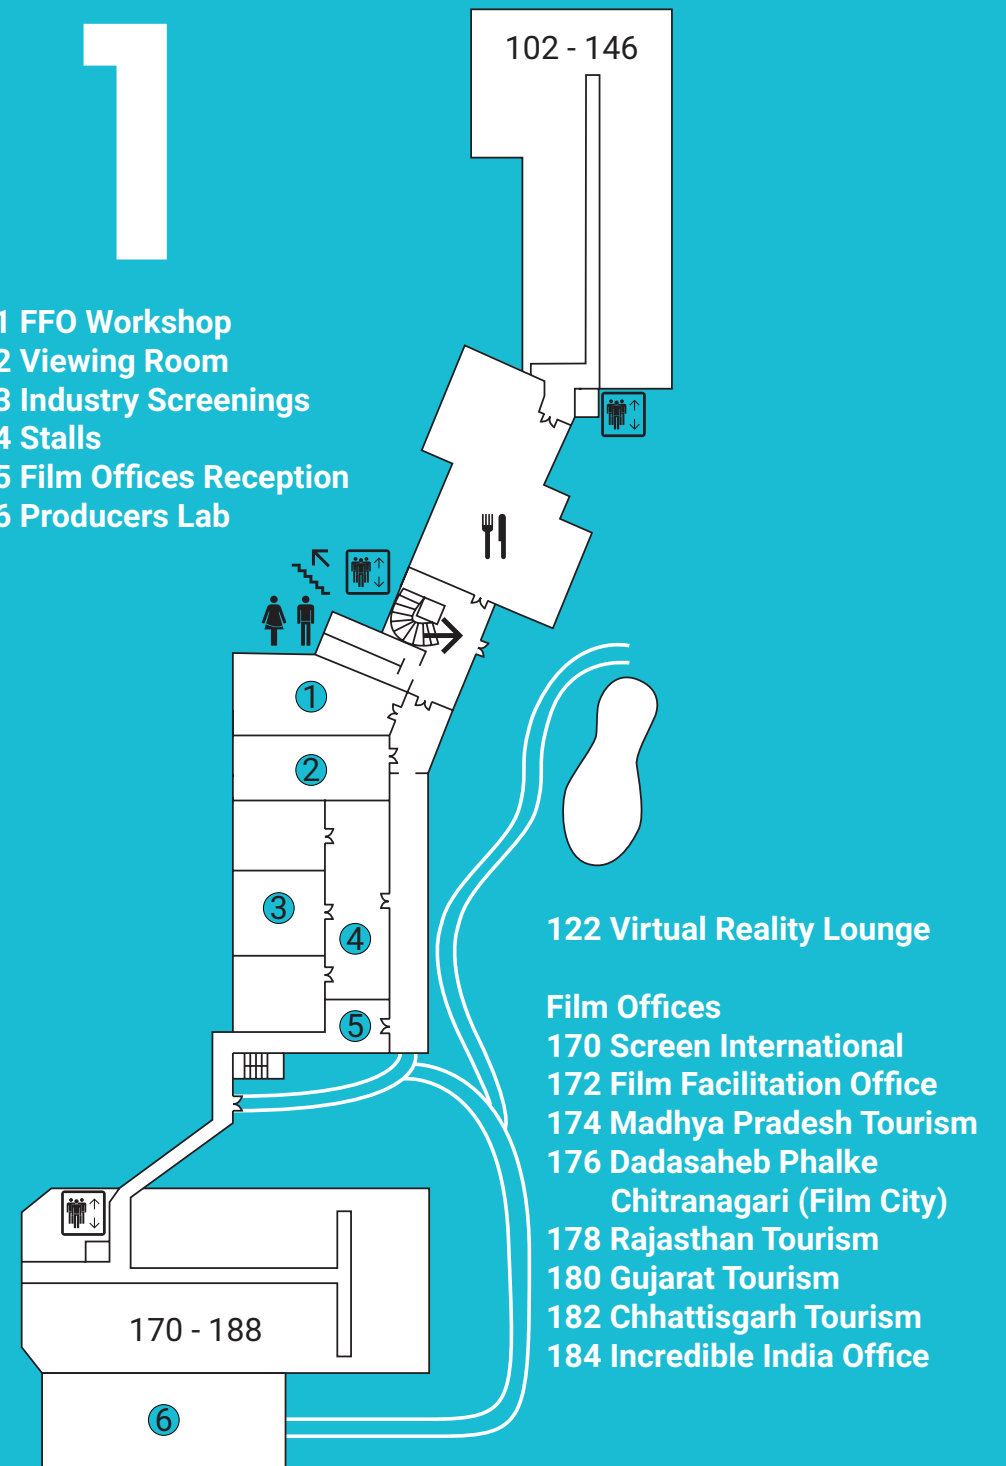 1
102 - 146
1 FFO Workshop
2 Viewing Room
3 Industry Screenings
4 Stalls
5 Film Offices Reception
6 Producers Lab
1
2
3
4
5
122 Virtual Reality Lounge
Film Offices
170 Screen International
172 Film Facilitation Office
174 Madhya Pradesh Tourism
176 Dadasaheb Phalke
Chitranagari (Film City)
178 Rajasthan Tourism
180 Gujarat Tourism
182 Chhattisgarh Tourism
184 Incredible India Office
170 - 188
6